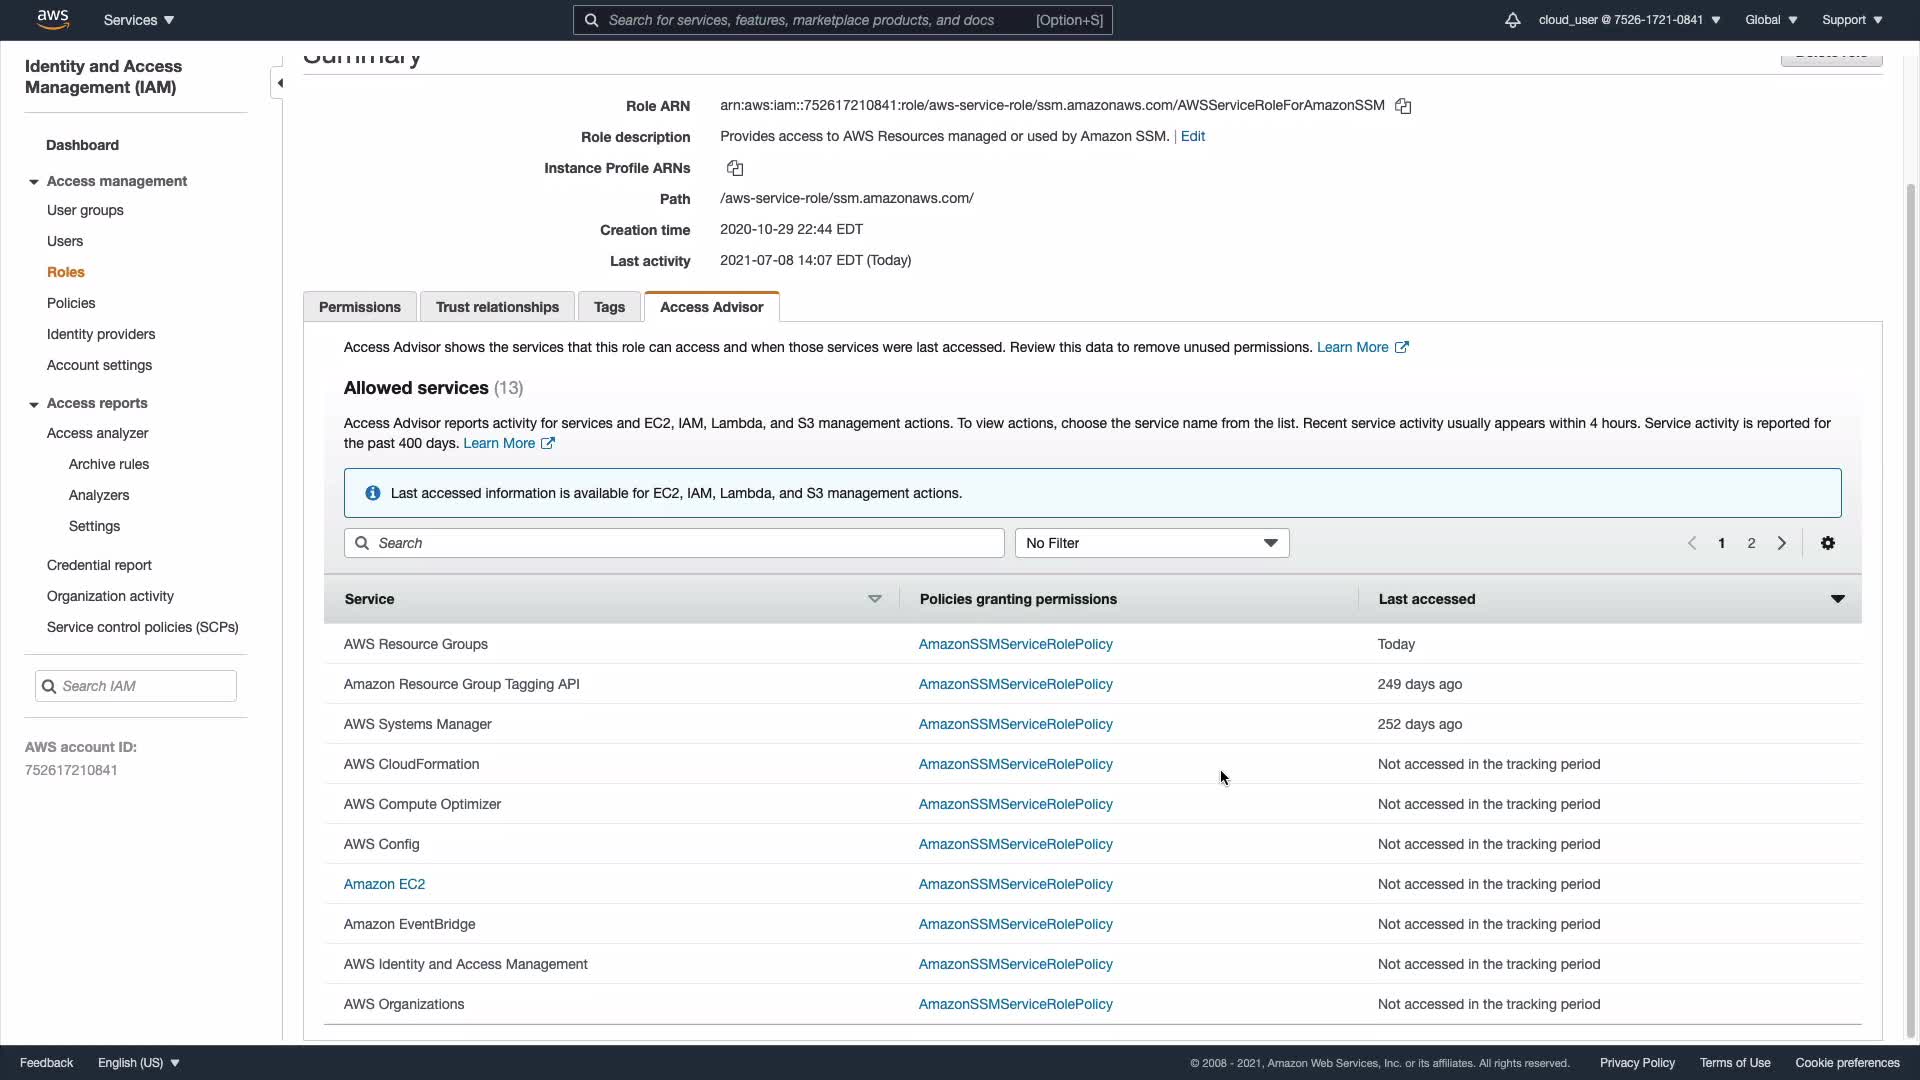 aws
Services
Search for services, features, marketplace products, and docs
[Option+S]
cloud_user @ 7526-1721-0841
Global
Support
Identity and Access
Management (IAM)
Dashboard
Access management
User groups
Users
Roles
Policies
Identity providers
Account settings
Access reports
Access analyzer
Archive rules
Analyzers
Settings
Credential report
Organization activity
Service control policies (SCPs)
Search IAM
AWS account ID:
752617210841
Summary
Delete role
Role ARN arn:aws:iam::752617210841:role/aws-service-role/ssm.amazonaws.com/AWSServiceRoleForAmazonSSM
Role description Provides access to AWS Resources managed or used by Amazon SSM. | Edit
Instance Profile ARNs
Path /aws-service-role/ssm.amazonaws.com/
Creation time 2020-10-29 22:44 EDT
Last activity 2021-07-08 14:07 EDT (Today)
Permissions Trust relationships Tags Access Advisor
Access Advisor shows the services that this role can access and when those services were last accessed. Review this data to remove unused permissions. Learn More
Allowed services (13)
Access Advisor reports activity for services and EC2, IAM, Lambda, and S3 management actions. To view actions, choose the service name from the list. Recent service activity usually appears within 4 hours. Service activity is reported for
the past 400 days. Learn More
Last accessed information is available for EC2, IAM, Lambda, and S3 management actions.
Search
No Filter
1 2
Service Policies granting permissions Last accessed
AWS Resource Groups AmazonSSMServiceRolePolicy Today
Amazon Resource Group Tagging API AmazonSSMServiceRolePolicy 249 days ago
AWS Systems Manager AmazonSSMServiceRolePolicy 252 days ago
AWS CloudFormation AmazonSSMServiceRolePolicy Not accessed in the tracking period
AWS Compute Optimizer AmazonSSMServiceRolePolicy Not accessed in the tracking period
AWS Config AmazonSSMServiceRolePolicy Not accessed in the tracking period
Amazon EC2 AmazonSSMServiceRolePolicy Not accessed in the tracking period
Amazon EventBridge AmazonSSMServiceRolePolicy Not accessed in the tracking period
AWS Identity and Access Management AmazonSSMServiceRolePolicy Not accessed in the tracking period
AWS Organizations AmazonSSMServiceRolePolicy Not accessed in the tracking period
Feedback English (US) © 2008 - 2021, Amazon Web Services, Inc. or its affiliates. All rights reserved. Privacy Policy Terms of Use Cookie preferences